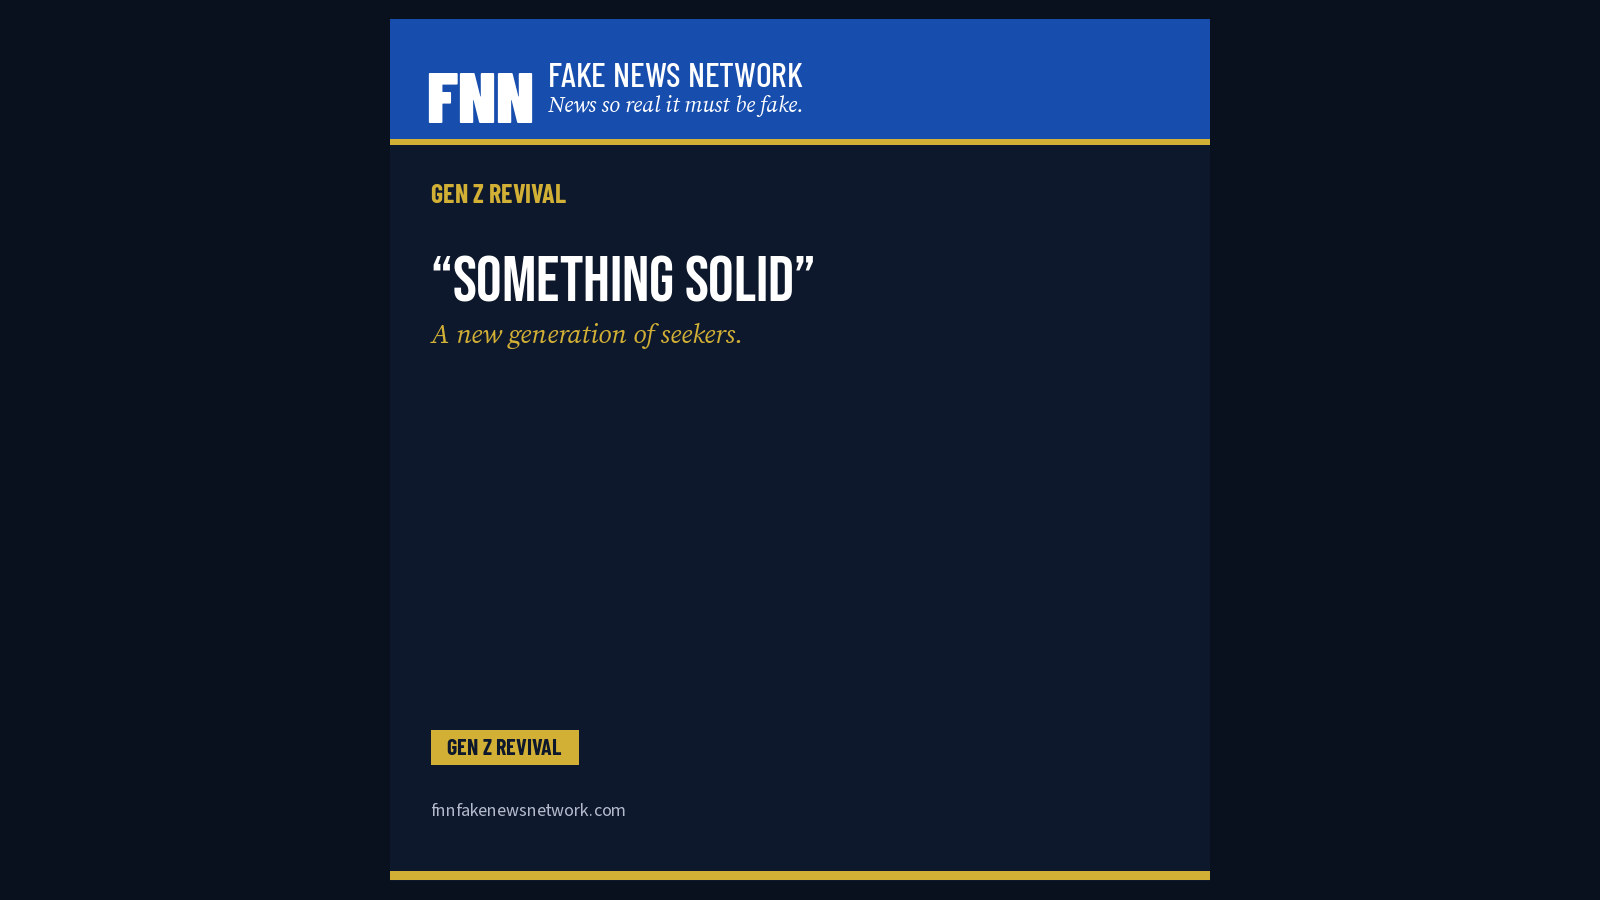 FNN
FAKE NEWS NETWORK
News so real it must be fake.
GEN Z REVIVAL
“SOMETHING SOLID”
A new generation of seekers.
GEN Z REVIVAL
fnnfakenewsnetwork.com